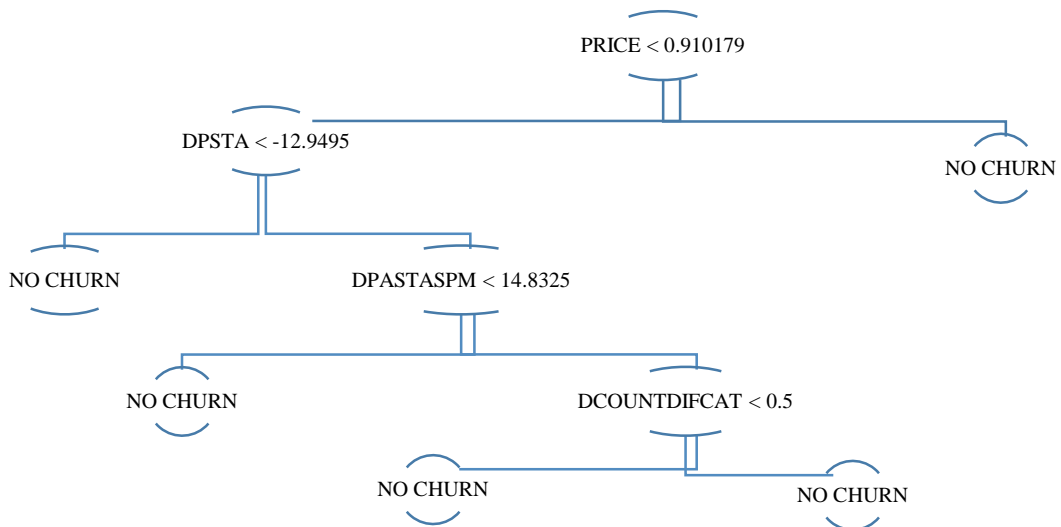 PRICE < 0.910179
DPSTA < -12.9495
NO CHURN
NO CHURN
DPASTASPM < 14.8325
NO CHURN
DCOUNTDIFCAT < 0.5
NO CHURN
NO CHURN